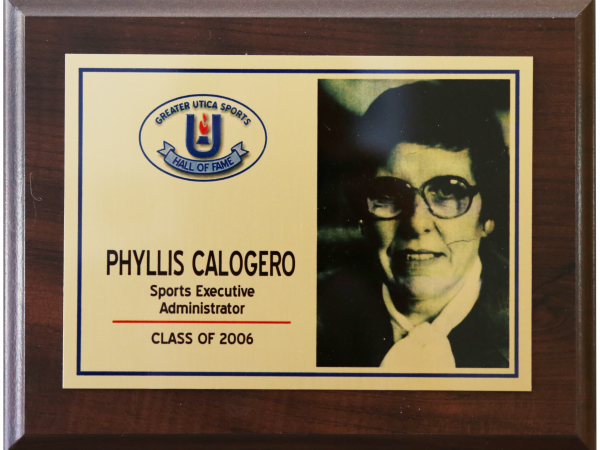 GREATER UTICA SPORTS
U
HALL OF FAME
PHYLLIS CALOGERO
Sports Executive
Administrator
CLASS OF 2006